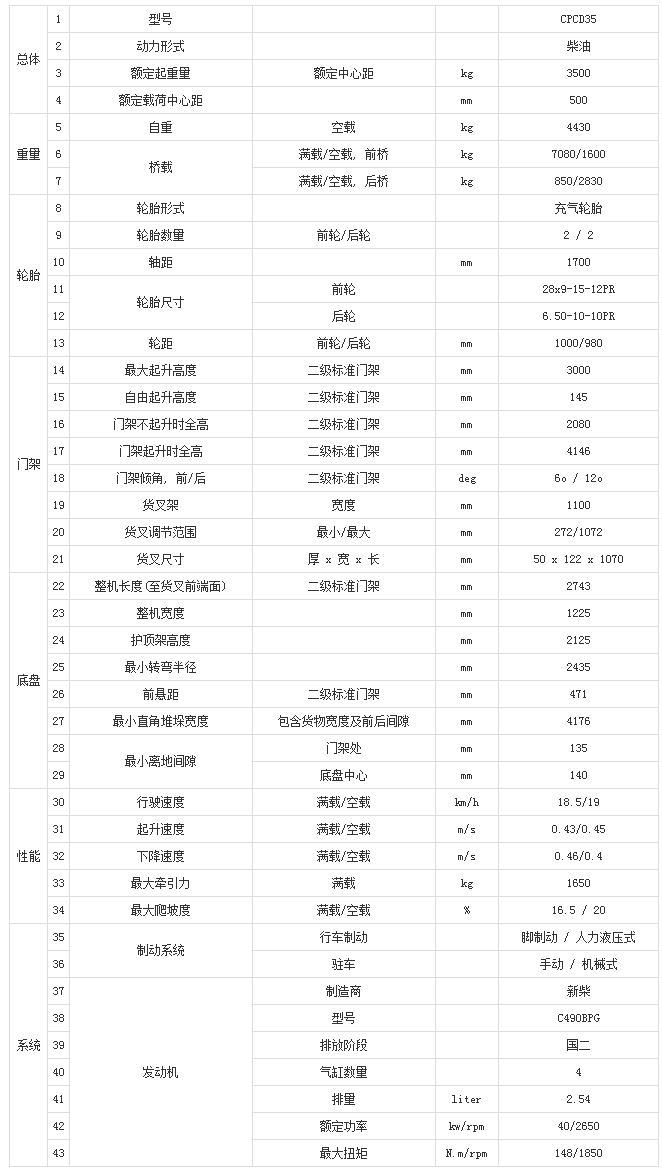 总体 1 型号 CPCD35
2 动力形式 柴油
3 额定起重量 额定中心距 kg 3500
4 额定载荷中心距 mm 500
重量 5 自重 空载 kg 4430
6 桥载 满载/空载, 前桥 kg 7080/1600
7 满载/空载, 后桥 kg 850/2830
轮胎 8 轮胎形式 充气轮胎
9 轮胎数量 前轮/后轮 2 / 2
10 轴距 mm 1700
11 轮胎尺寸 前轮 28x9-15-12PR
12 后轮 6.50-10-10PR
13 轮距 前轮/后轮 mm 1000/980
门架 14 最大起升高度 二级标准门架 mm 3000
15 自由起升高度 二级标准门架 mm 145
16 门架不起升时全高 二级标准门架 mm 2080
17 门架起升时全高 二级标准门架 mm 4146
18 门架倾角, 前/后 二级标准门架 deg 6o / 12o
19 货叉架 宽度 mm 1100
20 货叉调节范围 最小/最大 mm 272/1072
21 货叉尺寸 厚 x 宽 x 长 mm 50 x 122 x 1070
底盘 22 整机长度(至货叉前端面) 二级标准门架 mm 2743
23 整机宽度 mm 1225
24 护顶架高度 mm 2125
25 最小转弯半径 mm 2435
26 前悬距 二级标准门架 mm 471
27 最小直角堆垛宽度 包含货物宽度及前后间隙 mm 4176
28 最小离地间隙 门架处 mm 135
29 底盘中心 mm 140
性能 30 行驶速度 满载/空载 km/h 18.5/19
31 起升速度 满载/空载 m/s 0.43/0.45
32 下降速度 满载/空载 m/s 0.46/0.4
33 最大牵引力 满载 kg 1650
34 最大爬坡度 满载/空载 % 16.5 / 20
系统 35 制动系统 行车制动 脚制动 / 人力液压式
36 驻车 手动 / 机械式
37 发动机 制造商 新柴
38 型号 C490BPG
39 排放阶段 国二
40 气缸数量 4
41 排量 liter 2.54
42 额定功率 kw/rpm 40/2650
43 最大扭矩 N.m/rpm 148/1850